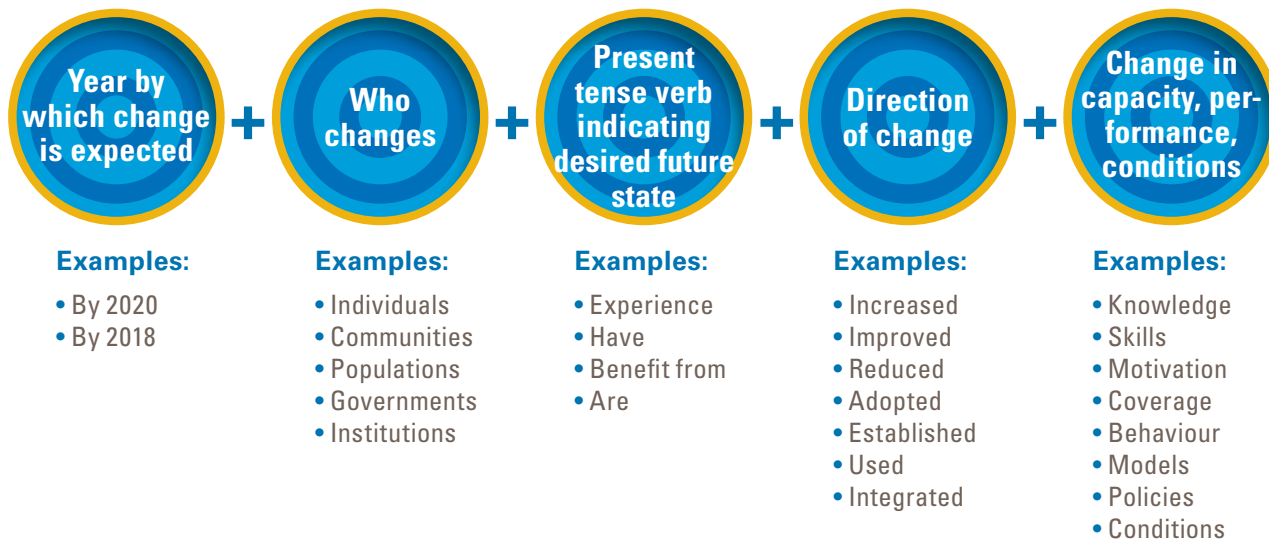 Year by
which change
is expected
+
Who
changes
+
Present
tense verb
indicating
desired future
state
+
Direction
of change
+
Change in
capacity, per-
formance,
conditions
Examples:
• By 2020
• By 2018
Examples:
• Individuals
• Communities
• Populations
• Governments
• Institutions
Examples:
• Experience
• Have
• Benefit from
• Are
Examples:
• Increased
• Improved
• Reduced
• Adopted
• Established
• Used
• Integrated
Examples:
• Knowledge
• Skills
• Motivation
• Coverage
• Behaviour
• Models
• Policies
• Conditions